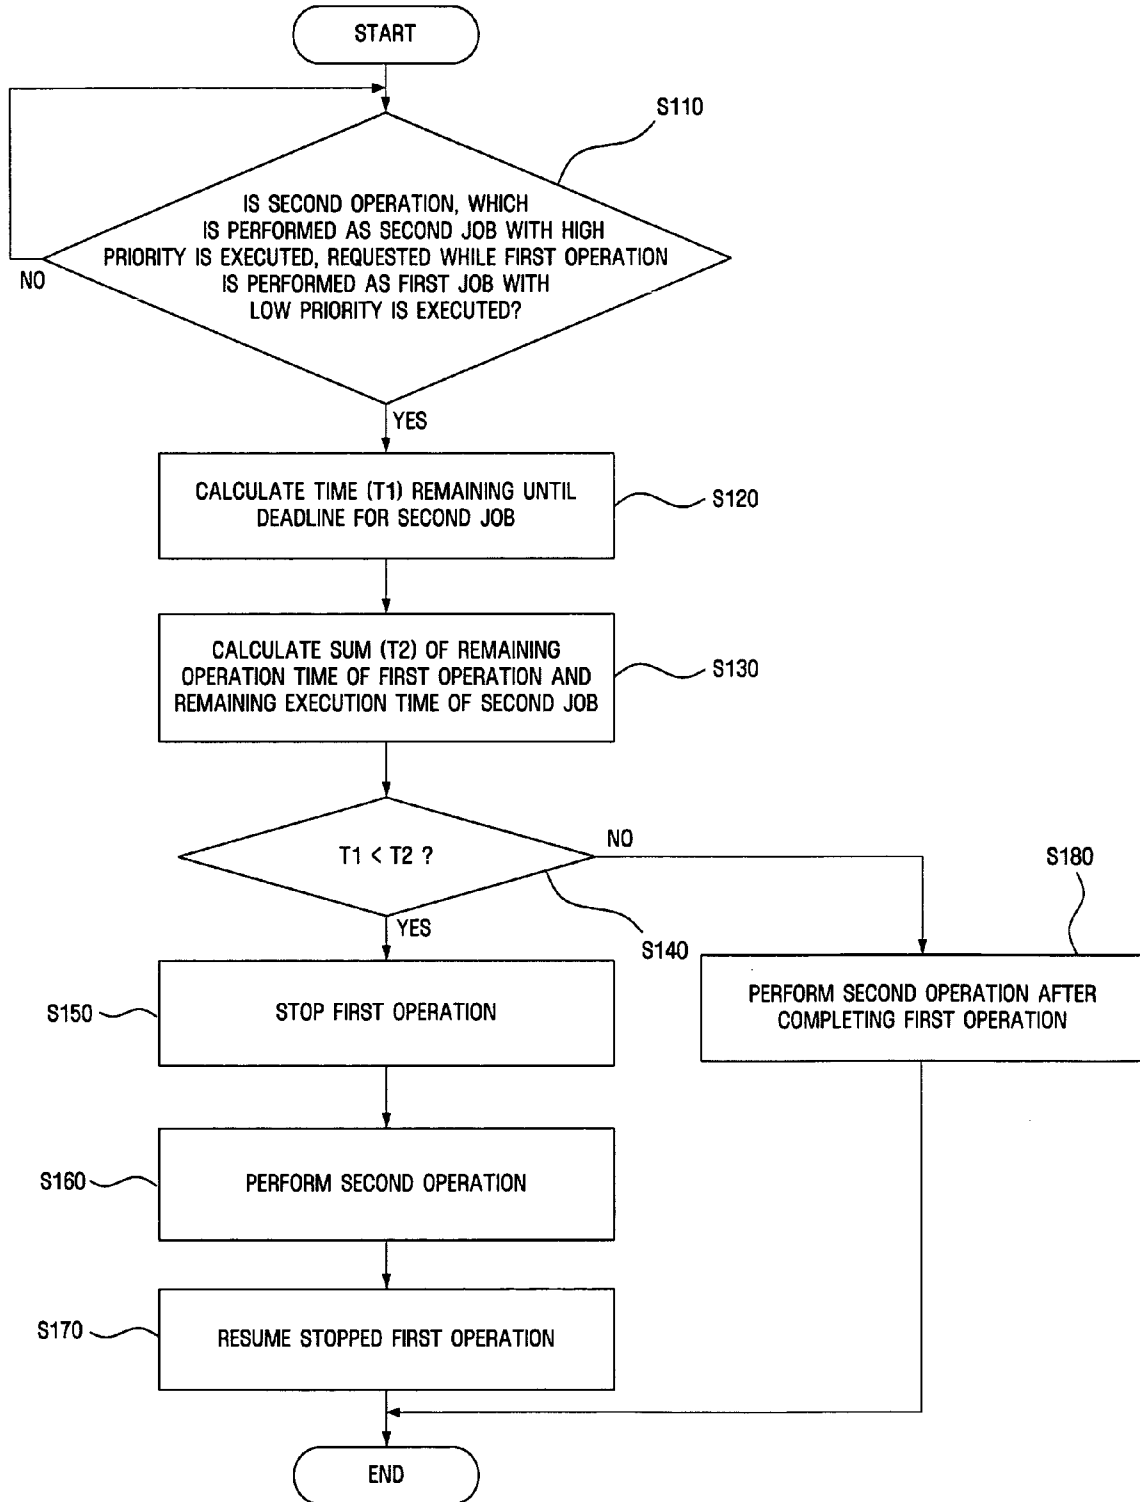 START
S110
IS SECOND OPERATION, WHICH
IS PERFORMED AS SECOND JOB WITH HIGH
PRIORITY IS EXECUTED, REQUESTED WHILE FIRST OPERATION
IS PERFORMED AS FIRST JOB WITH
LOW PRIORITY IS EXECUTED?
NO
YES
CALCULATE TIME (T1) REMAINING UNTIL
DEADLINE FOR SECOND JOB
S120
CALCULATE SUM (T2) OF REMAINING
OPERATION TIME OF FIRST OPERATION AND
REMAINING EXECUTION TIME OF SECOND JOB
S130
T1 < T2 ?
NO
YES
S140
S180
S150
STOP FIRST OPERATION
PERFORM SECOND OPERATION AFTER
COMPLETING FIRST OPERATION
S160
PERFORM SECOND OPERATION
S170
RESUME STOPPED FIRST OPERATION
END